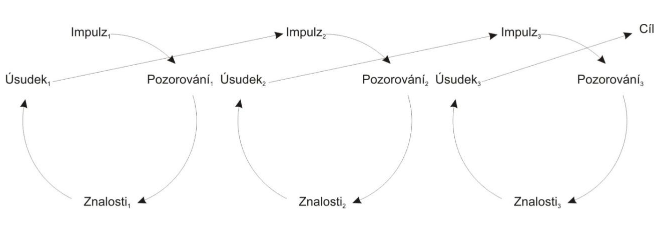 Cíl
Impulz₁ Impulz₂ Impulz₃
Úsudek₁ Pozorování₁ Úsudek₂ Pozorování₂ Úsudek₃ Pozorování₃
Znalosti₁ Znalosti₂ Znalosti₃